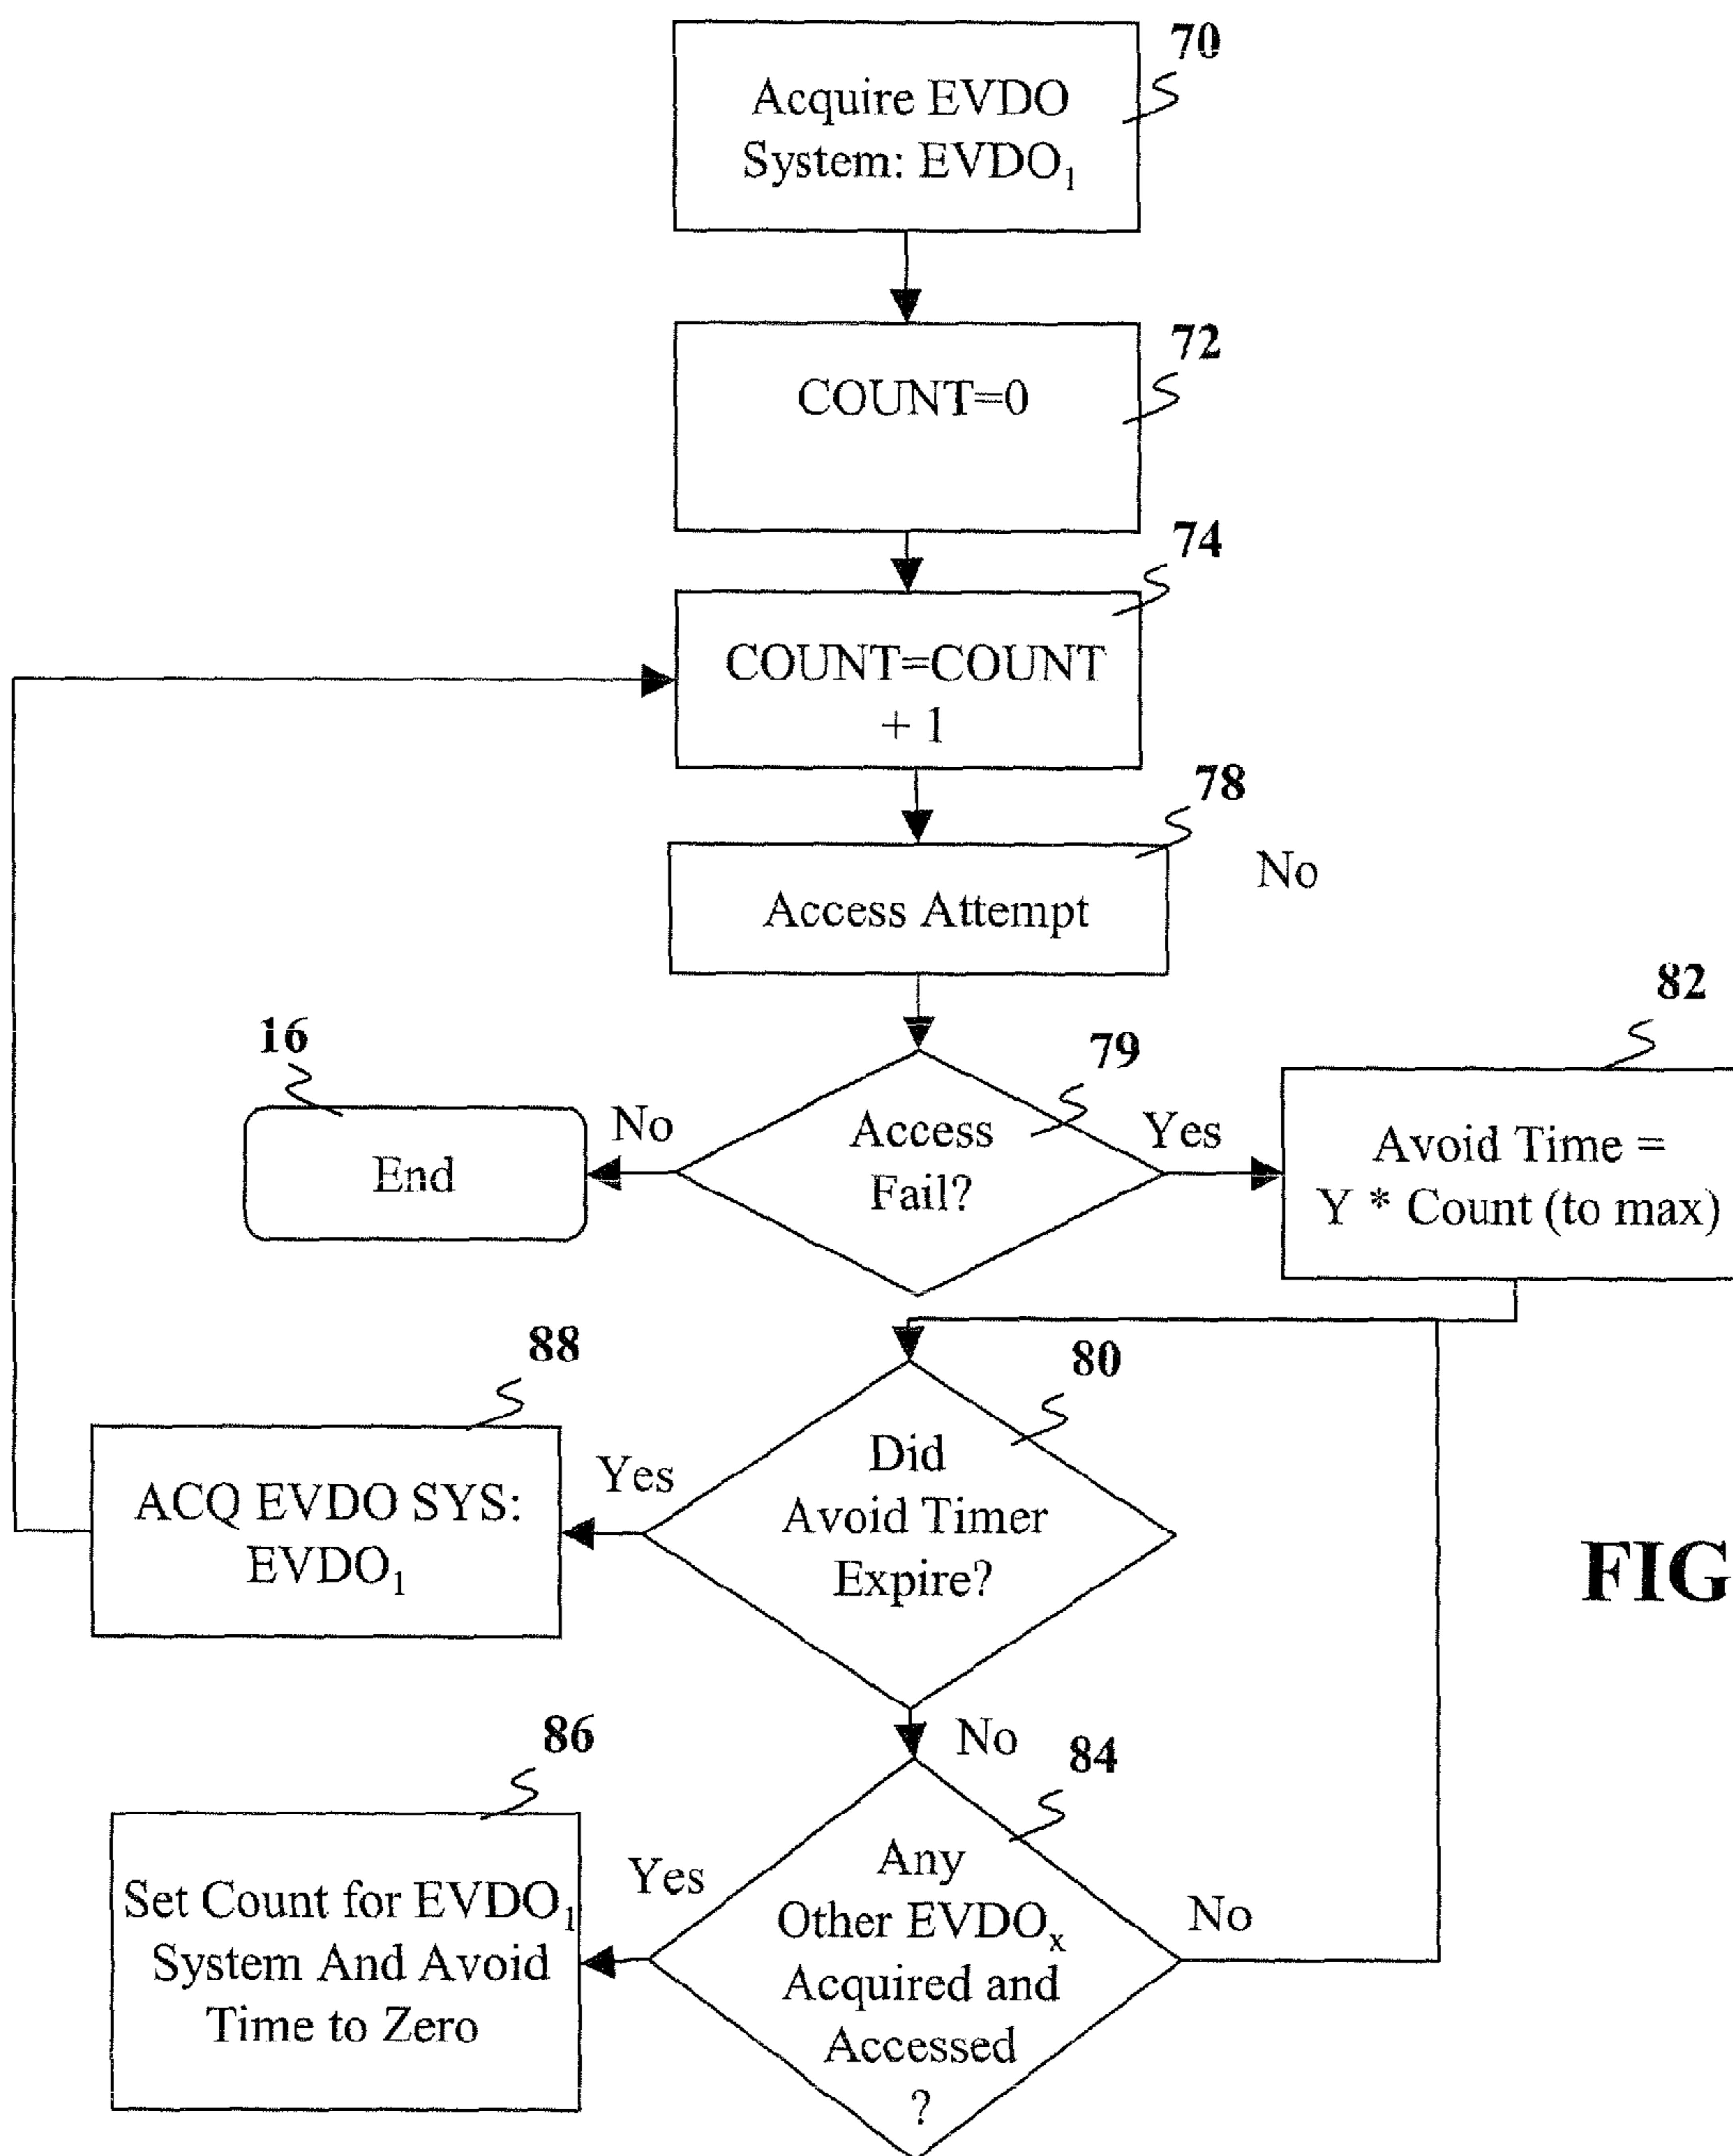 70
Acquire EVDO
System: EVDO₁
72
COUNT=0
74
COUNT=COUNT
+ 1
78
Access Attempt
No
82
16
79
End
No
Access
Fail?
Yes
Avoid Time =
Y * Count (to max)
88
80
ACQ EVDO SYS:
EVDO₁
Yes
Did
Avoid Timer
Expire?
FIG
No
86
84
Set Count for EVDO₁
System And Avoid
Time to Zero
Yes
Any
Other EVDOₓ
Acquired and
Accessed
?
No